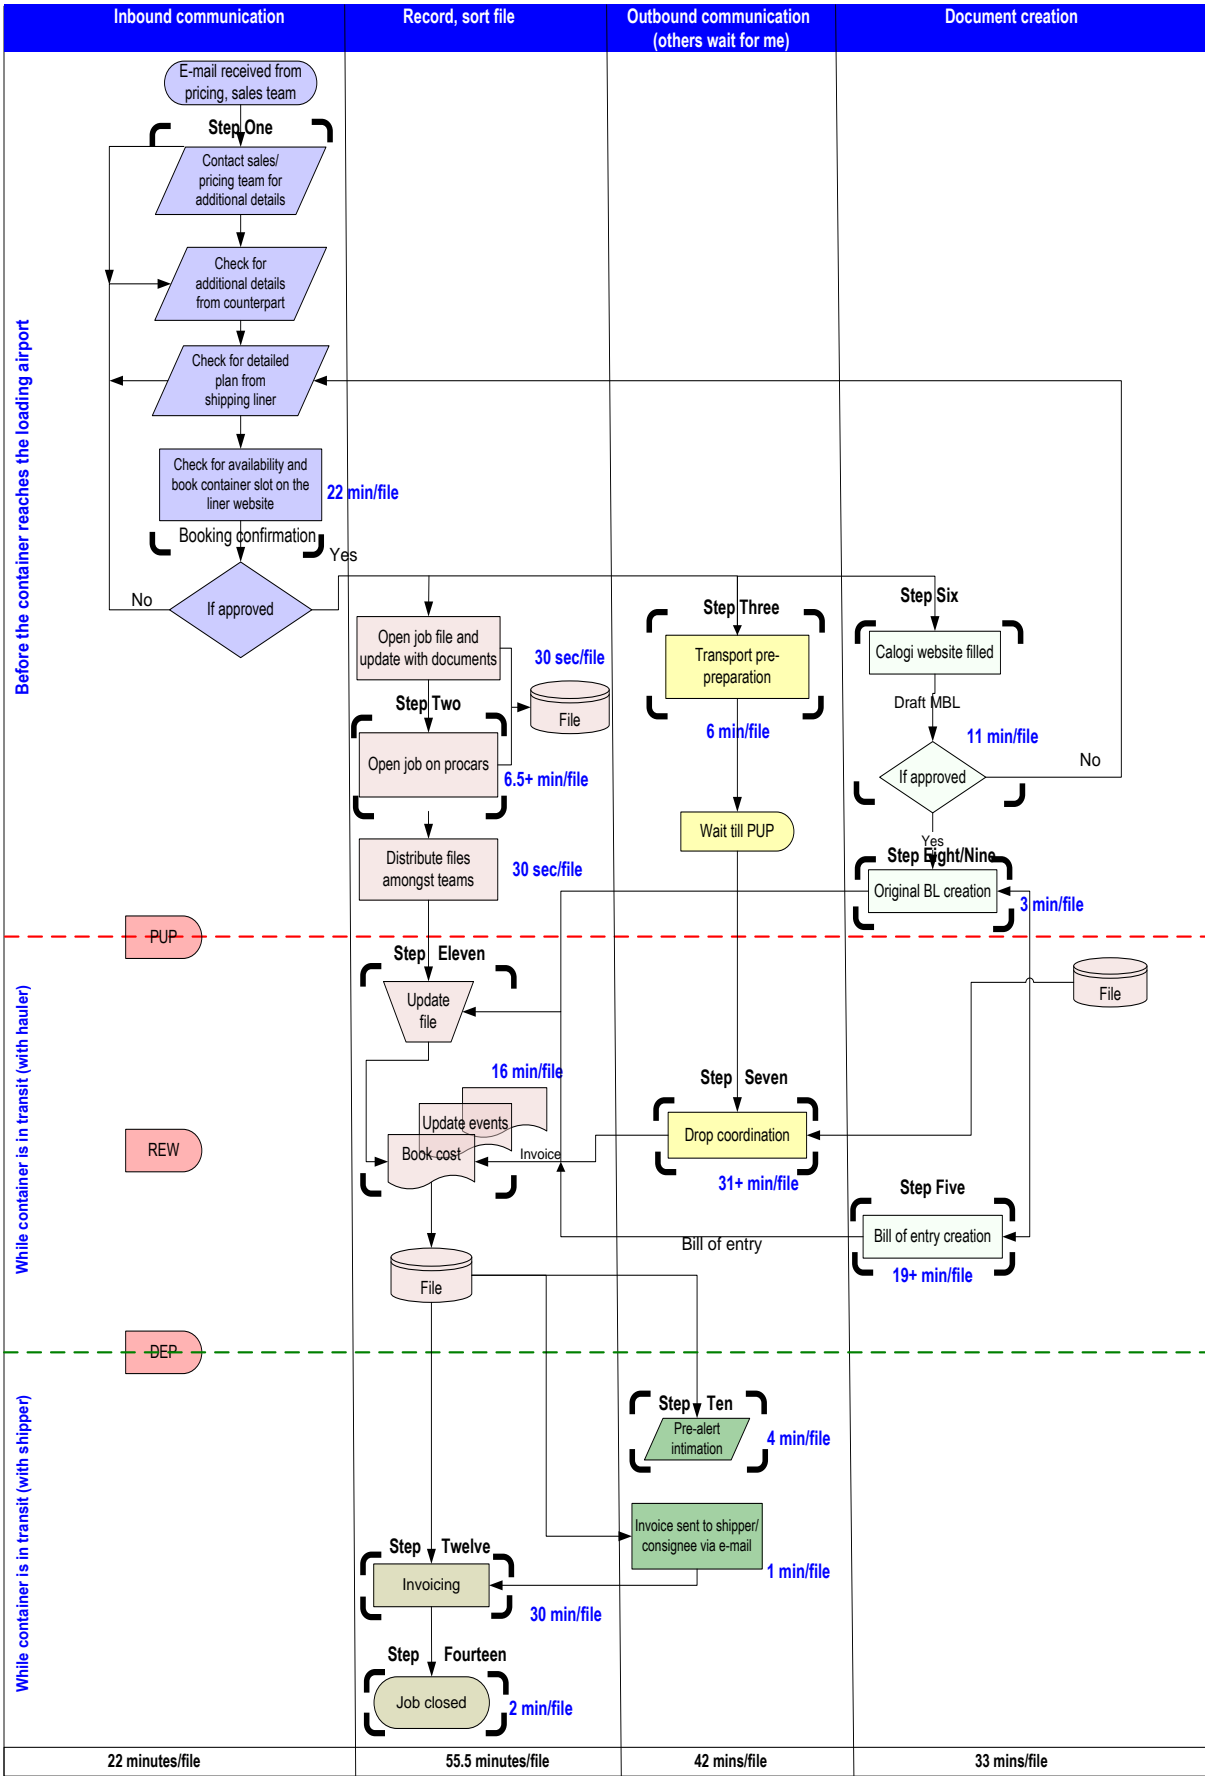 Inbound communication
Record, sort file
Outbound communication
(others wait for me)
Document creation
E-mail received from
pricing, sales team
Step One
Contact sales/
pricing team for
additional details
Check for
additional details
from counterpart
Check for detailed
plan from
shipping liner
Check for availability and
book container slot on the
liner website
22 min/file
Booking confirmation
Yes
No
If approved
Before the container reaches the loading airport
Open job file and
update with documents
30 sec/file
File
Step Two
Open job on procars
6.5+ min/file
Distribute files
amongst teams
30 sec/file
Step Three
Transport pre-
preparation
6 min/file
Wait till PUP
Step Six
Calogi website filled
Draft MBL
11 min/file
If approved
No
Yes
Step Eight/Nine
Original BL creation
3 min/file
PUP
While container is in transit (with hauler)
Step Eleven
Update
file
16 min/file
Update events
Book cost
Invoice
File
Step Seven
Drop coordination
31+ min/file
File
REW
Step Five
Bill of entry creation
Bill of entry
19+ min/file
File
DEP
While container is in transit (with shipper)
Step Ten
Pre-alert
intimation
4 min/file
Invoice sent to shipper/
consignee via e-mail
1 min/file
Step Twelve
Invoicing
30 min/file
Step Fourteen
Job closed
2 min/file
22 minutes/file
55.5 minutes/file
42 mins/file
33 mins/file